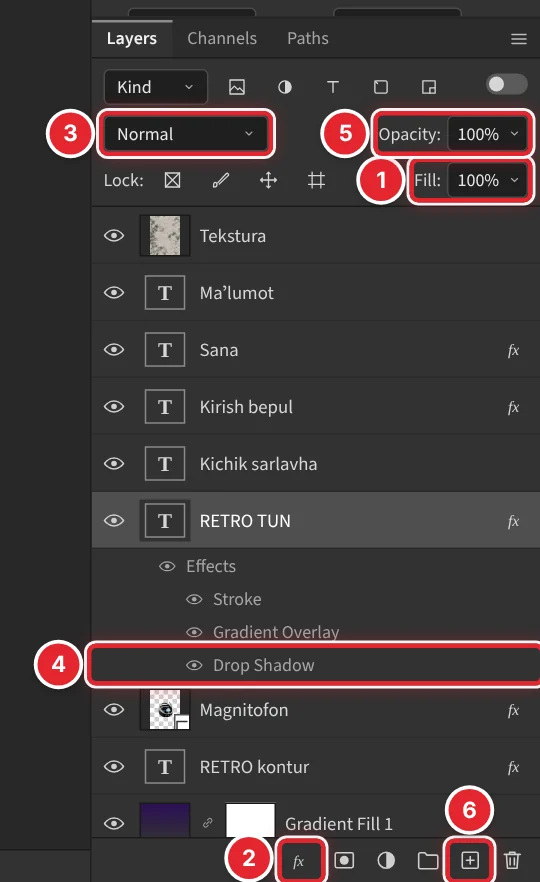 Layers Channels Paths
Kind T
3 Normal 5 Opacity: 100%
Lock: 1 Fill: 100%
Tekstura
T Ma’lumot
T Sana fx
T Kirish bepul fx
T Kichik sarlavha
T RETRO TUN fx
Effects
Stroke
Gradient Overlay
4 Drop Shadow
Magnitofon fx
T RETRO kontur fx
Gradient Fill 1
2 fx 6